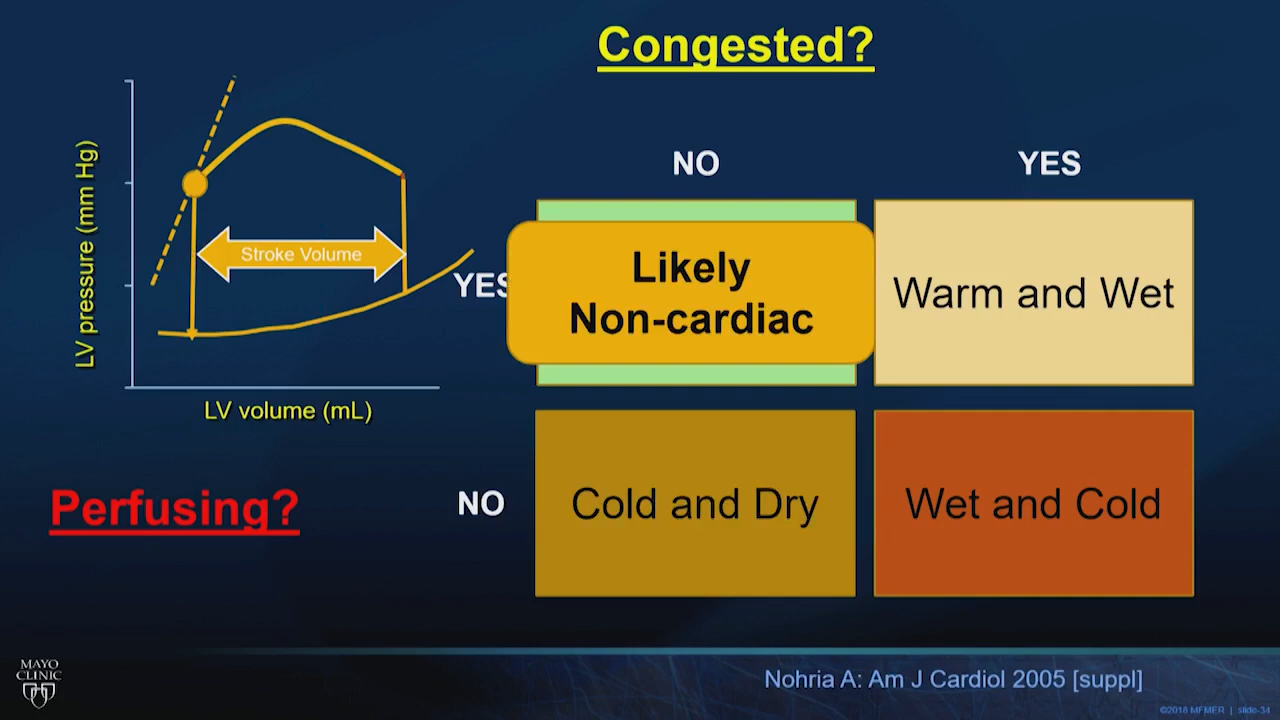 Congested?
NO
YES
LV pressure (mm Hg)
Stroke Volume
LV volume (mL)
YES
Likely
Non-cardiac
Warm and Wet
Perfusing?
NO
Cold and Dry
Wet and Cold
MAYO
CLINIC
Nohria A: Am J Cardiol 2005 [suppl]
©2018 MFMER | slide-34